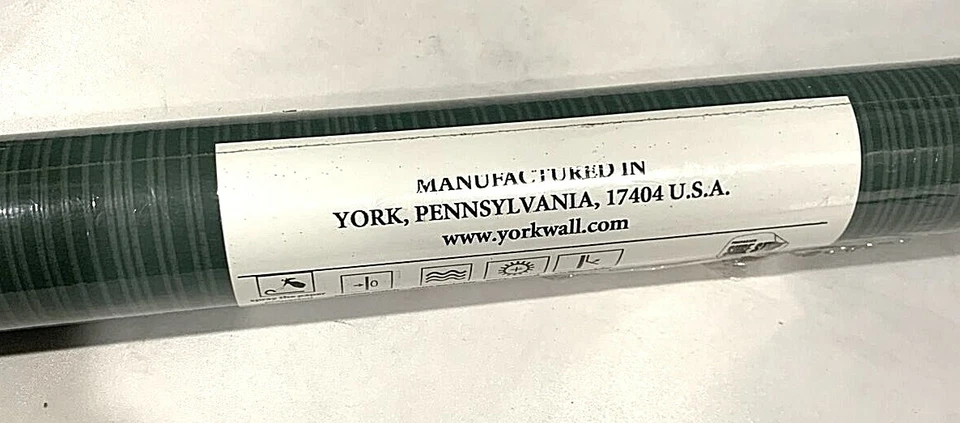 MANUFACTURED IN
YORK, PENNSYLVANIA, 17404 U.S.A.
www.yorkwall.com